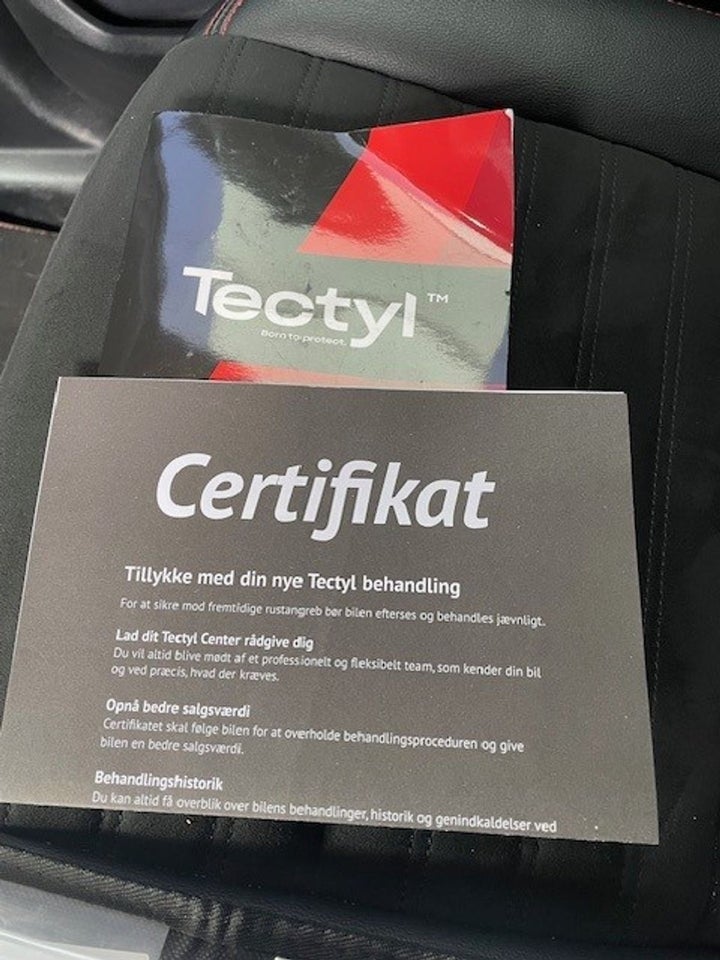 Tectyl™
Born to protect.
Certifikat
Tillykke med din nye Tectyl behandling
For at sikre mod fremtidige rustangreb bør bilen efterses og behandles jævnligt.
Lad dit Tectyl Center rådgive dig
Du vil altid blive mødt af et professionelt og fleksibelt team, som kender din bil
og ved præcis, hvad der kræves.
Opnå bedre salgsværdi
Certifikatet skal følge bilen for at overholde behandlingsproceduren og give
bilen en bedre salgsværdi.
Behandlingshistorik
Du kan altid få overblik over bilens behandlinger, historik og genindkaldelser ved